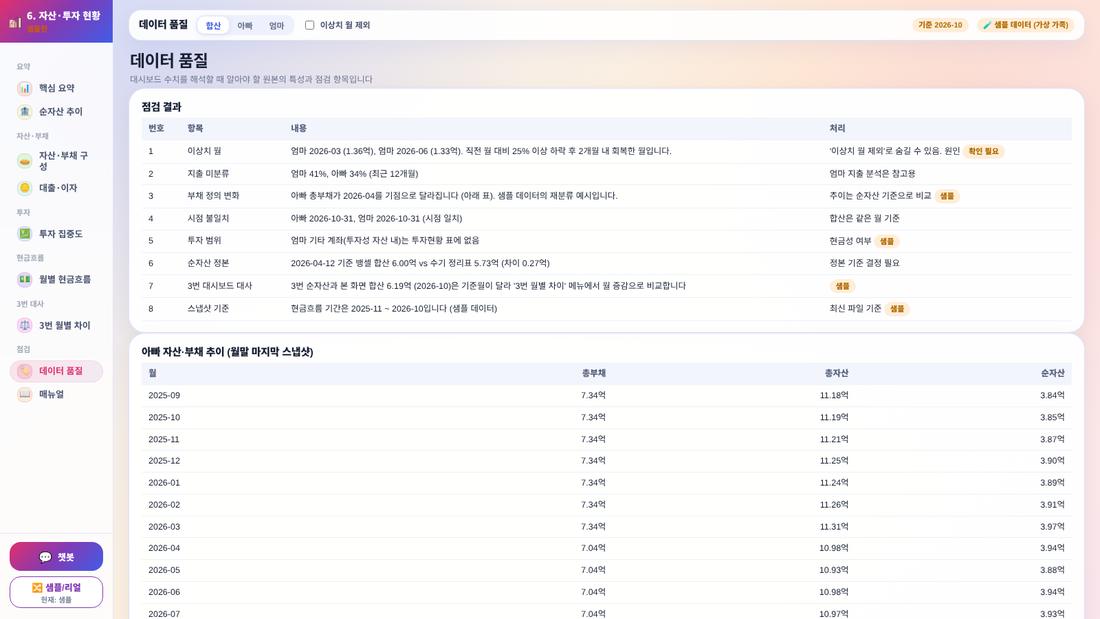 6. 자산·투자 현황
샘플판
요약
핵심 요약
순자산 추이
자산·부채
자산·부채 구
성
대출·이자
투자
투자 집중도
현금흐름
월별 현금흐름
3번 대사
3번 월별 차이
점검
데이터 품질
매뉴얼
챗봇
샘플/리얼
현재: 샘플
데이터 품질 합산 아빠 엄마 이상치 월 제외 기준 2026-10 샘플 데이터 (가상 가족)
데이터 품질
대시보드 수치를 해석할 때 알아야 할 원본의 특성과 점검 항목입니다
점검 결과
번호 항목 내용 처리
1 이상치 월 엄마 2026-03 (1.36억), 엄마 2026-06 (1.33억). 직전 월 대비 25% 이상 하락 후 2개월 내 회복한 월입니다. '이상치 월 제외'로 숨길 수 있음. 원인 확인 필요
2 지출 미분류 엄마 41%, 아빠 34% (최근 12개월) 엄마 지출 분석은 참고용
3 부채 정의 변화 아빠 총부채가 2026-04를 기점으로 달라집니다 (아래 표). 샘플 데이터의 재분류 예시입니다. 추이는 순자산 기준으로 비교 샘플
4 시점 불일치 아빠 2026-10-31, 엄마 2026-10-31 (시점 일치) 합산은 같은 월 기준
5 투자 범위 엄마 기타 계좌(투자성 자산 내)는 투자현황 표에 없음 현금성 여부 샘플
6 순자산 정본 2026-04-12 기준 뱅샐 합산 6.00억 vs 수기 정리표 5.73억 (차이 0.27억) 정본 기준 결정 필요
7 3번 대시보드 대사 3번 순자산과 본 화면 합산 6.19억 (2026-10)은 기준월이 달라 '3번 월별 차이' 메뉴에서 월 증감으로 비교합니다 샘플
8 스냅샷 기준 현금흐름 기간은 2025-11 ~ 2026-10입니다 (샘플 데이터) 최신 파일 기준 샘플
아빠 자산·부채 추이 (월말 마지막 스냅샷)
월 총부채 총자산 순자산
2025-09 7.34억 11.18억 3.84억
2025-10 7.34억 11.19억 3.85억
2025-11 7.34억 11.21억 3.87억
2025-12 7.34억 11.25억 3.90억
2026-01 7.34억 11.24억 3.89억
2026-02 7.34억 11.26억 3.91억
2026-03 7.34억 11.31억 3.97억
2026-04 7.04억 10.98억 3.94억
2026-05 7.04억 10.93억 3.88억
2026-06 7.04억 10.98억 3.94억
2026-07 7.04억 10.97억 3.93억